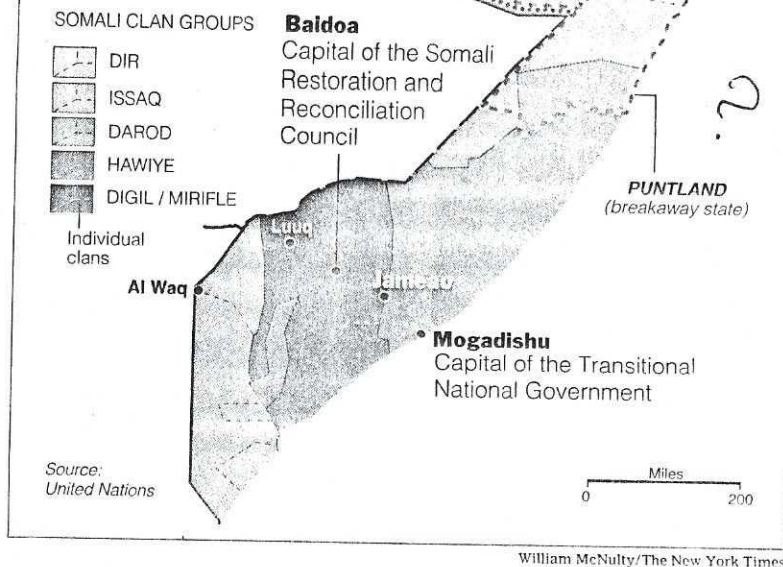 SOMALI CLAN GROUPS
DIR
ISSAQ
DAROD
HAWIYE
DIGIL / MIRIFLE
Individual
clans
Baidoa
Capital of the Somali
Restoration and
Reconciliation
Council
?
PUNTLAND
(breakaway state)
Luuq
Al Waq
Mogadishu
Capital of the Transitional
National Government
Source:
United Nations
Miles
0 200
William McNulty/The New York Times